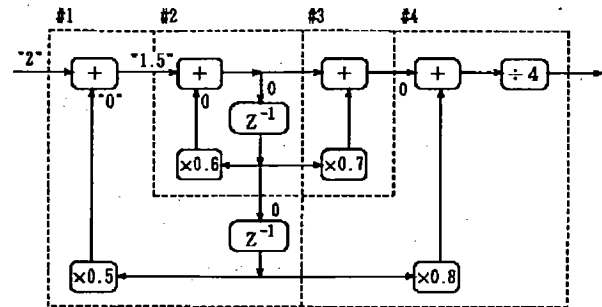 #1 #2 #3 #4
"2" + "1.5" + + + ÷4
"0" 0 0 0
Z⁻¹
×0.6 ×0.7
0
Z⁻¹
×0.5 ×0.8